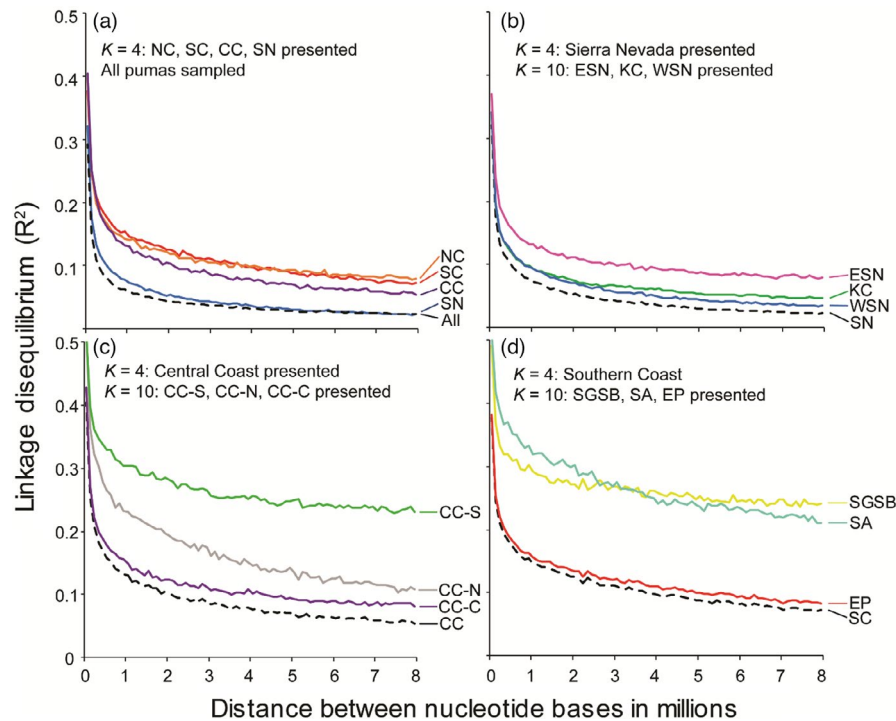 (a)
K = 4: NC, SC, CC, SN presented
All pumas sampled
0.5
0.4
0.3
0.2
0.1
NC
SC
CC
SN
All
(b)
K = 4: Sierra Nevada presented
K = 10: ESN, KC, WSN presented
ESN
KC
WSN
SN
(c)
K = 4: Central Coast presented
K = 10: CC-S, CC-N, CC-C presented
0.5
0.4
0.3
0.2
0.1
0
CC-S
CC-N
CC-C
CC
0 1 2 3 4 5 6 7 8
(d)
K = 4: Southern Coast
K = 10: SGSB, SA, EP presented
SGSB
SA
EP
SC
0 1 2 3 4 5 6 7 8
Linkage disequilibrium (R²)
Distance between nucleotide bases in millions